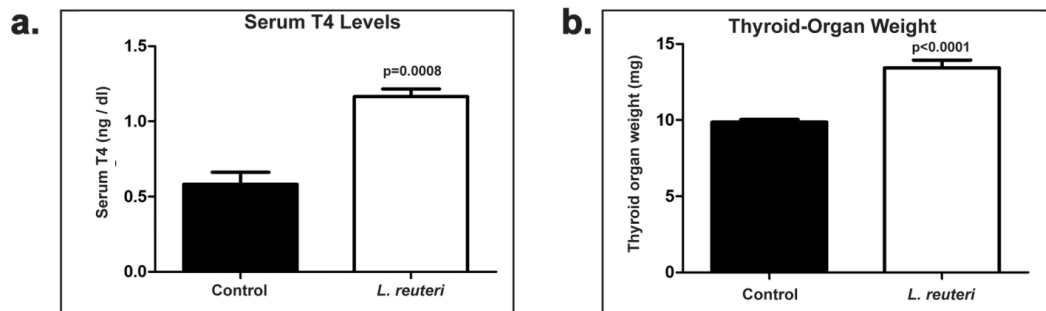 a.
Serum T4 Levels
Serum T4 (ng / dl)
1.5
1.0
0.5
0.0
p=0.0008
Control
L. reuteri
b.
Thyroid-Organ Weight
Thyroid organ weight (mg)
15
10
5
0
p<0.0001
Control
L. reuteri